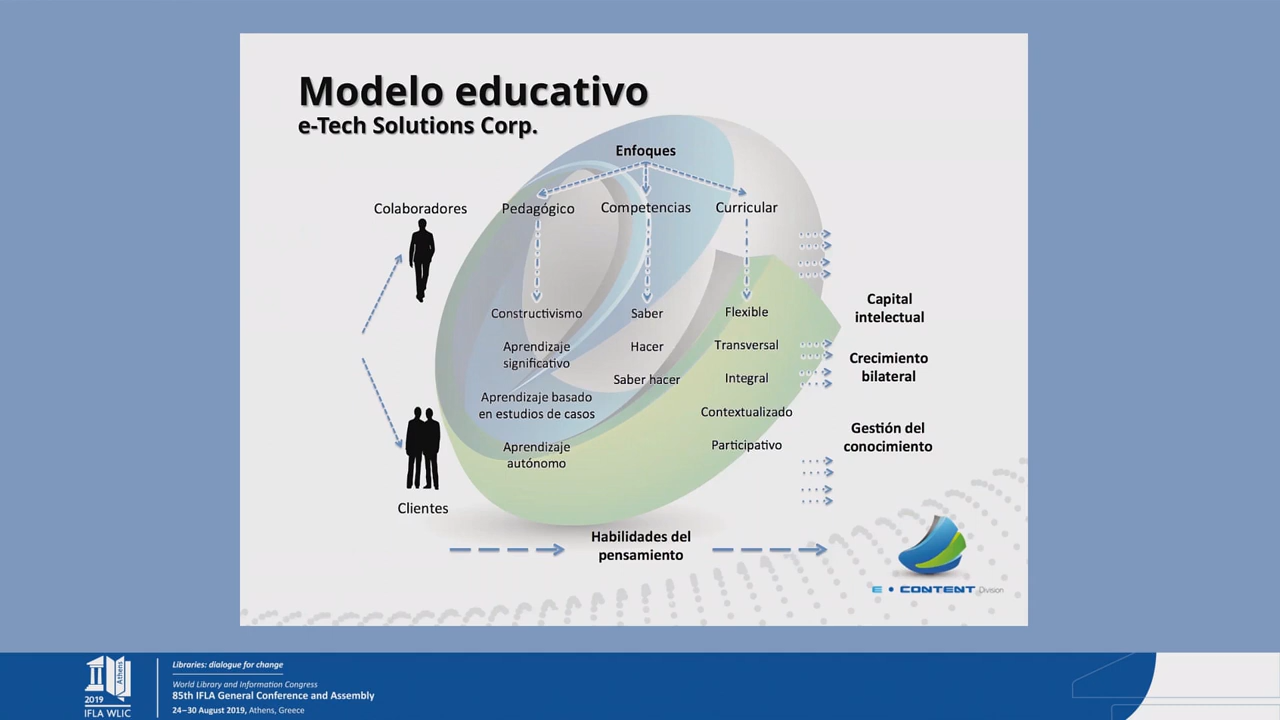 Modelo educativo
e-Tech Solutions Corp.
Enfoques
Colaboradores
Pedagógico
Competencias
Curricular
Constructivismo
Aprendizaje
significativo
Aprendizaje basado
en estudios de casos
Aprendizaje
autónomo
Saber
Hacer
Saber hacer
Flexible
Transversal
Integral
Contextualizado
Participativo
Capital
intelectual
Crecimiento
bilateral
Gestión del
conocimiento
Clientes
Habilidades del
pensamiento
E • CONTENT Division
2019
Athens
IFLA WLIC
Libraries: dialogue for change
World Library and Information Congress
85th IFLA General Conference and Assembly
24–30 August 2019, Athens, Greece